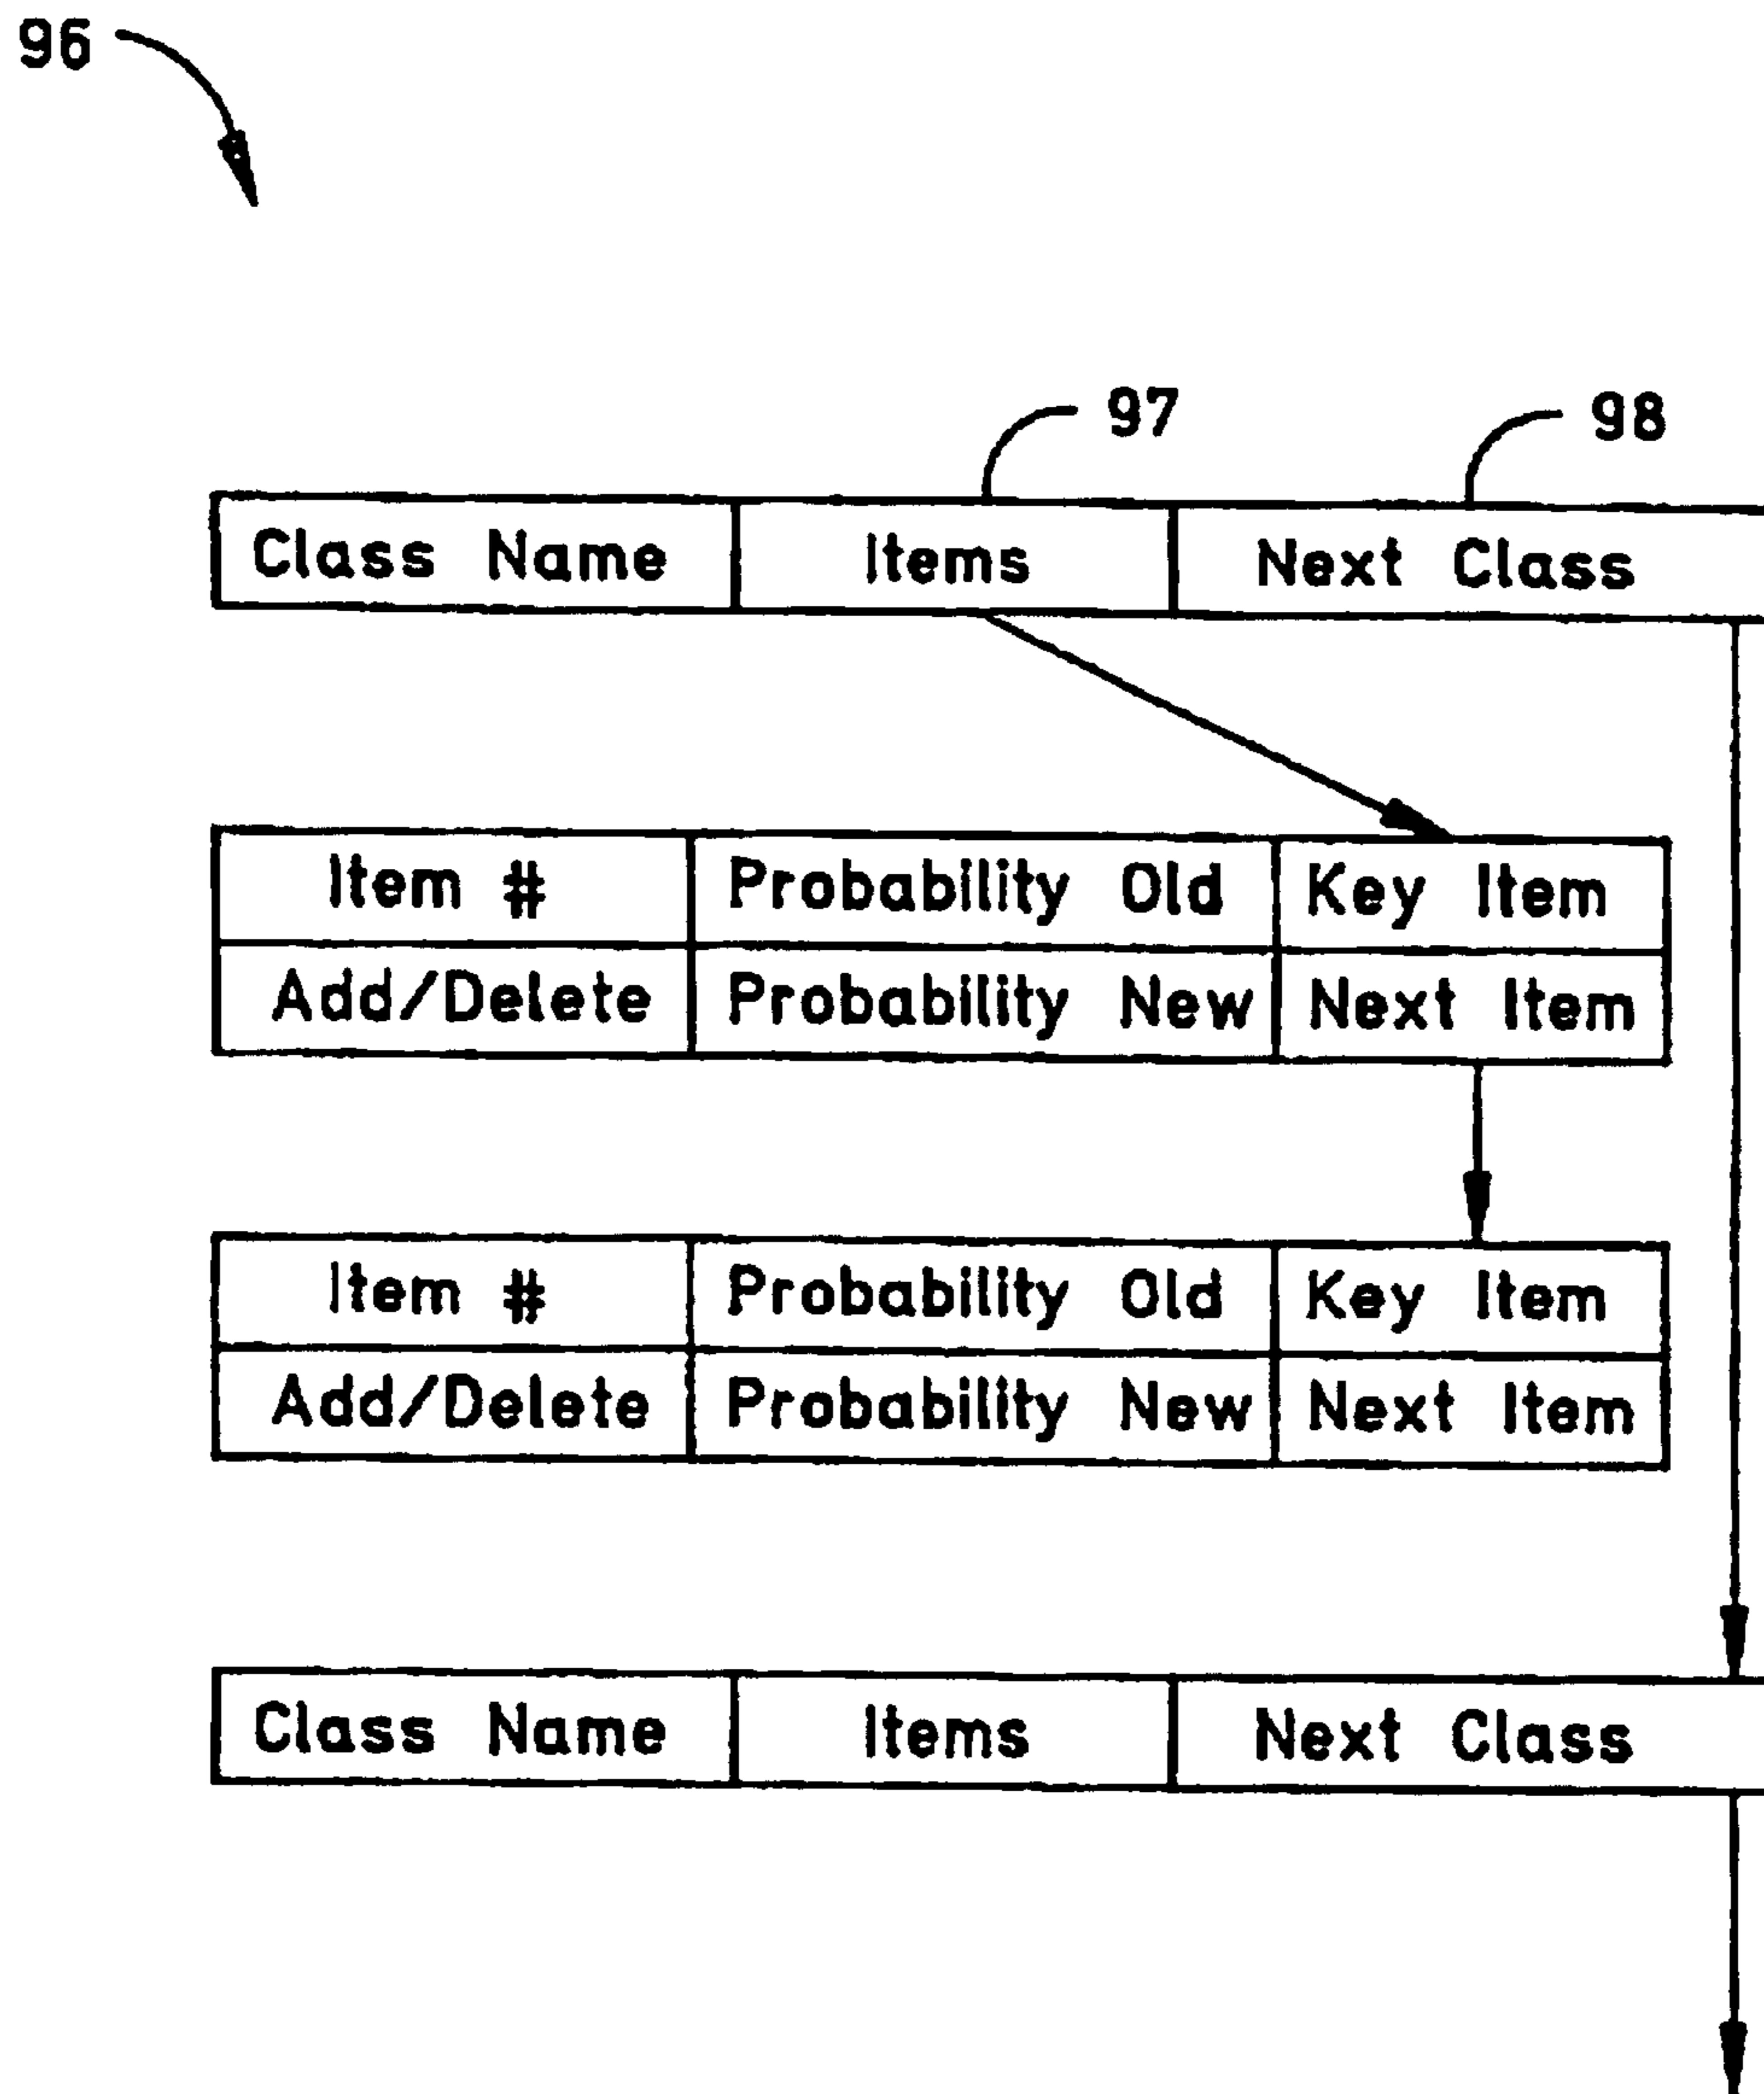 96
97 98
Class Name Items Next Class
Item # Probability Old Key Item
Add/Delete Probability New Next Item
Item # Probability Old Key Item
Add/Delete Probability New Next Item
Class Name Items Next Class